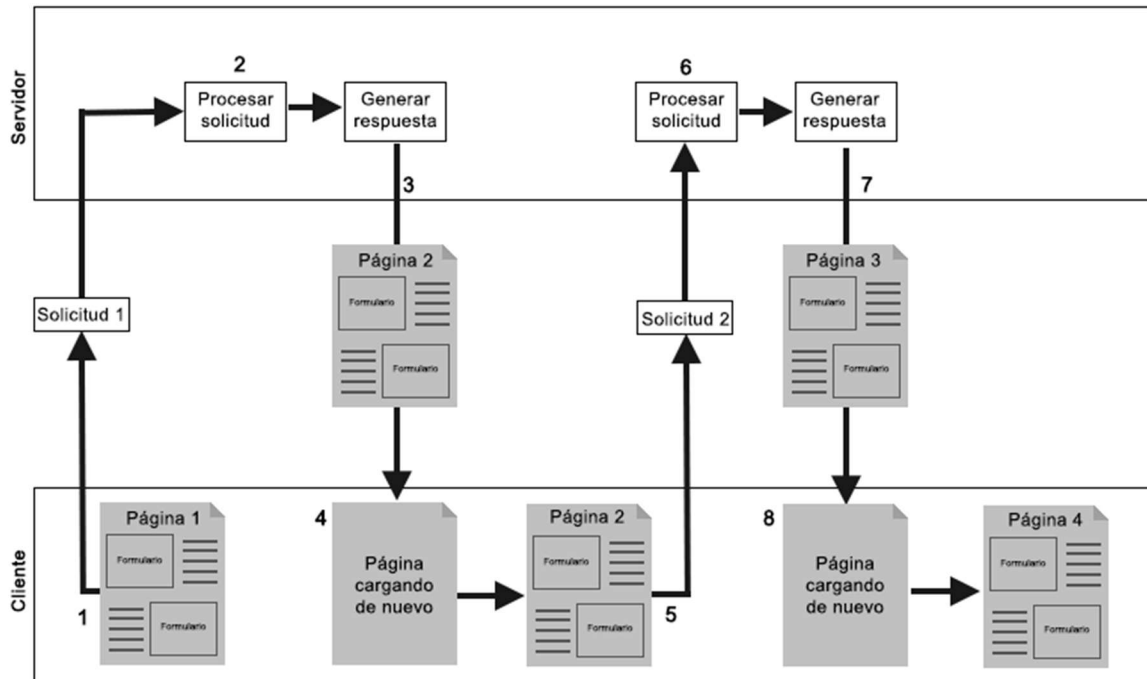 Servidor
2
Procesar
solicitud
Generar
respuesta
3
6
Procesar
solicitud
Generar
respuesta
7
Solicitud 1
Página 2
Formulario
Formulario
Solicitud 2
Página 3
Formulario
Formulario
Cliente
1
Página 1
Formulario
Formulario
4
Página
cargando
de nuevo
Página 2
Formulario
Formulario
5
8
Página
cargando
de nuevo
Página 4
Formulario
Formulario